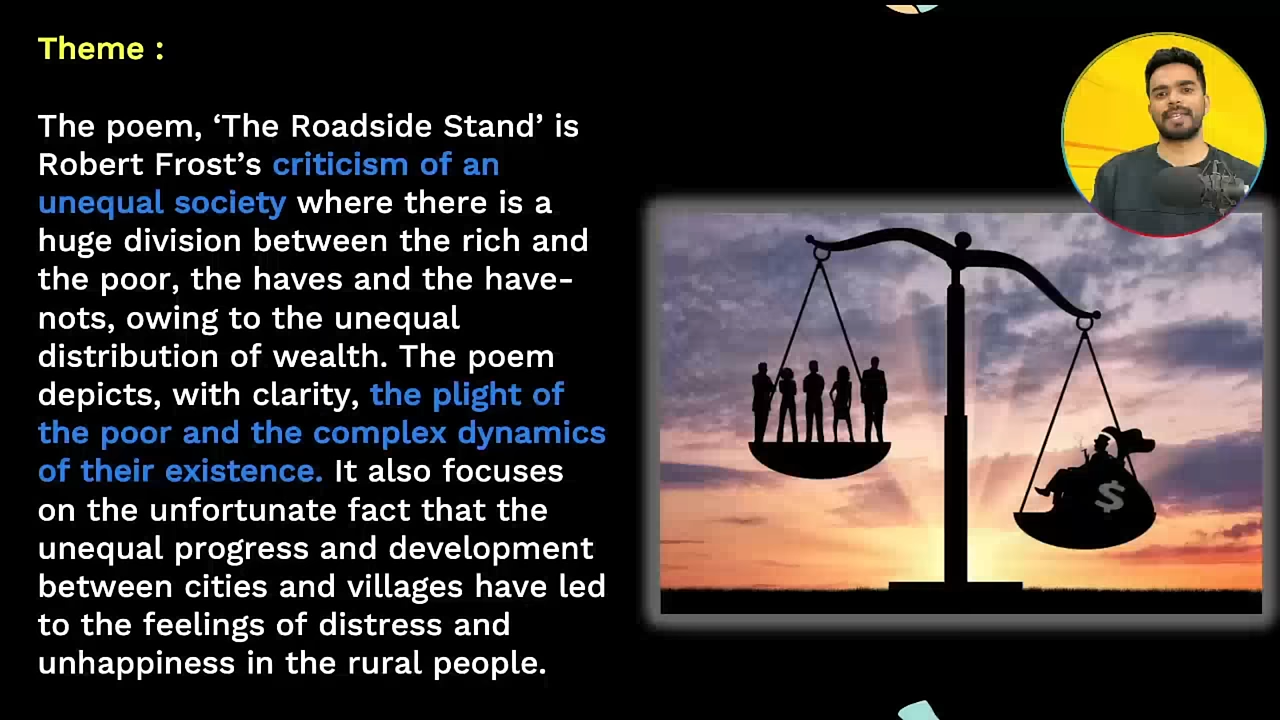 Theme :
The poem, ‘The Roadside Stand’ is
Robert Frost’s criticism of an
unequal society where there is a
huge division between the rich and
the poor, the haves and the have-
nots, owing to the unequal
distribution of wealth. The poem
depicts, with clarity, the plight of
the poor and the complex dynamics
of their existence. It also focuses
on the unfortunate fact that the
unequal progress and development
between cities and villages have led
to the feelings of distress and
unhappiness in the rural people.
$